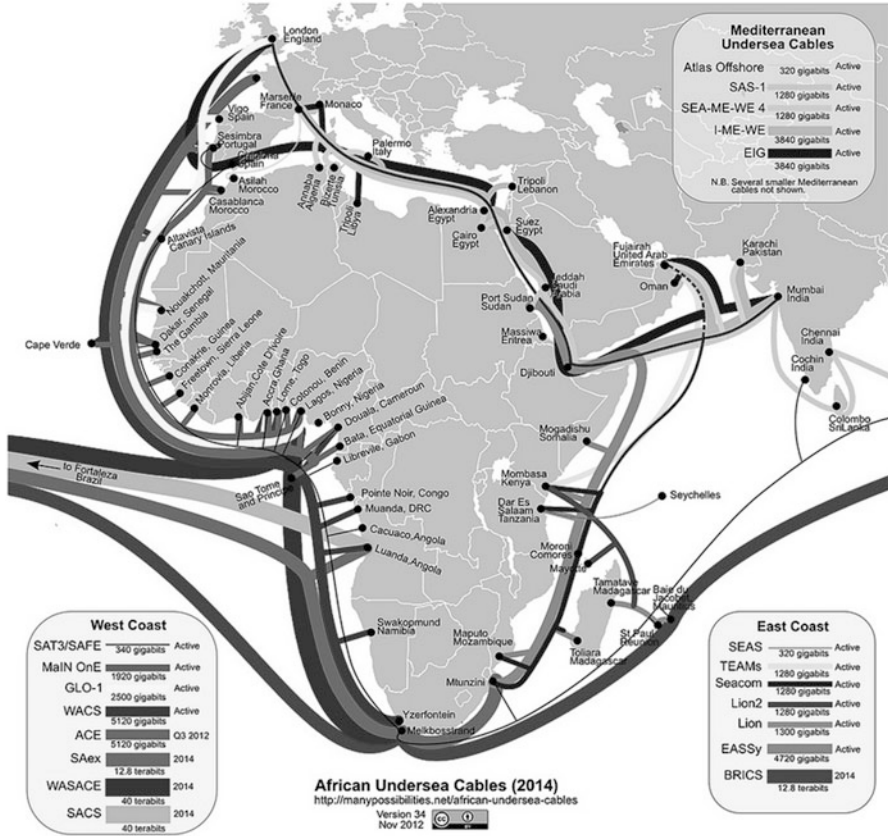 London
England
Marseille
France
Monaco
Vigo
Spain
Sesimbra
Portugal
Spain
Palermo
Italy
Asilah
Morocco
Casablanca
Morocco
Annaba
Algeria
Bizerte
Tunisia
Tripoli
Libya
Tripoli
Lebanon
Alexandria
Egypt
Cairo
Egypt
Suez
Egypt
Altavista
Canary Islands
Nouakchott, Mauritania
Dakar, Senegal
The Gambia
Cape Verde
Conakrie, Guinea
Freetown, Sierra Leone
Monrovia, Liberia
Abijan,Cote D'ivoire
Accra,Ghana
Lome, Togo
Cotonou, Benin
Lagos, Nigeria
Bonny, Nigeria
Douala, Cameroun
Bata, Equatorial Guinea
Libreville, Gabon
Sao Tome
and Principe
to Fortaleza
Brazil
Pointe Noir, Congo
Muanda, DRC
Cacuaco,Angola
Luanda,Angola
Swakopmund
Namibia
Yzerfontein
Melkbosstrand
Mtunzini
Maputo
Mozambique
Toliara
Madagascar
Tamatave
Madagascar
St Paul
Reunion
Baie du
Jacobet
Mauritius
Moroni
Comores
Mayotte
Dar Es
Salaam
Tanzania
Mombasa
Kenya
Seychelles
Mogadishu
Somalia
Djibouti
Massiwa
Eritrea
Port Sudan
Sudan
Jeddah
Saudi
Arabia
Fujairah
United Arab
Emirates
Oman
Karachi
Pakistan
Mumbai
India
Chennai
India
Cochin
India
Colombo
Sri Lanka
Mediterranean
Undersea Cables
Atlas Offshore 320 gigabits Active
SAS-1 1280 gigabits Active
SEA-ME-WE 4 1280 gigabits Active
I-ME-WE 3840 gigabits Active
EIG 3840 gigabits Active
N.B. Several smaller Mediterranean
cables not shown.
West Coast
SAT3/SAFE 340 gigabits Active
MaIN OnE 1920 gigabits Active
GLO-1 2500 gigabits Active
WACS 5120 gigabits Active
ACE 5120 gigabits Q3 2012
SAex 12.8 terabits 2014
WASACE 40 terabits 2014
SACS 40 terabits 2014
East Coast
SEAS 320 gigabits Active
TEAMs 1280 gigabits Active
Seacom 1280 gigabits Active
Lion2 1280 gigabits Active
Lion 1300 gigabits Active
EASSy 4720 gigabits Active
BRICS 12.8 terabits 2014
African Undersea Cables (2014)
http://manypossibilities.net/african-undersea-cables
Version 34
Nov 2012
cc BY